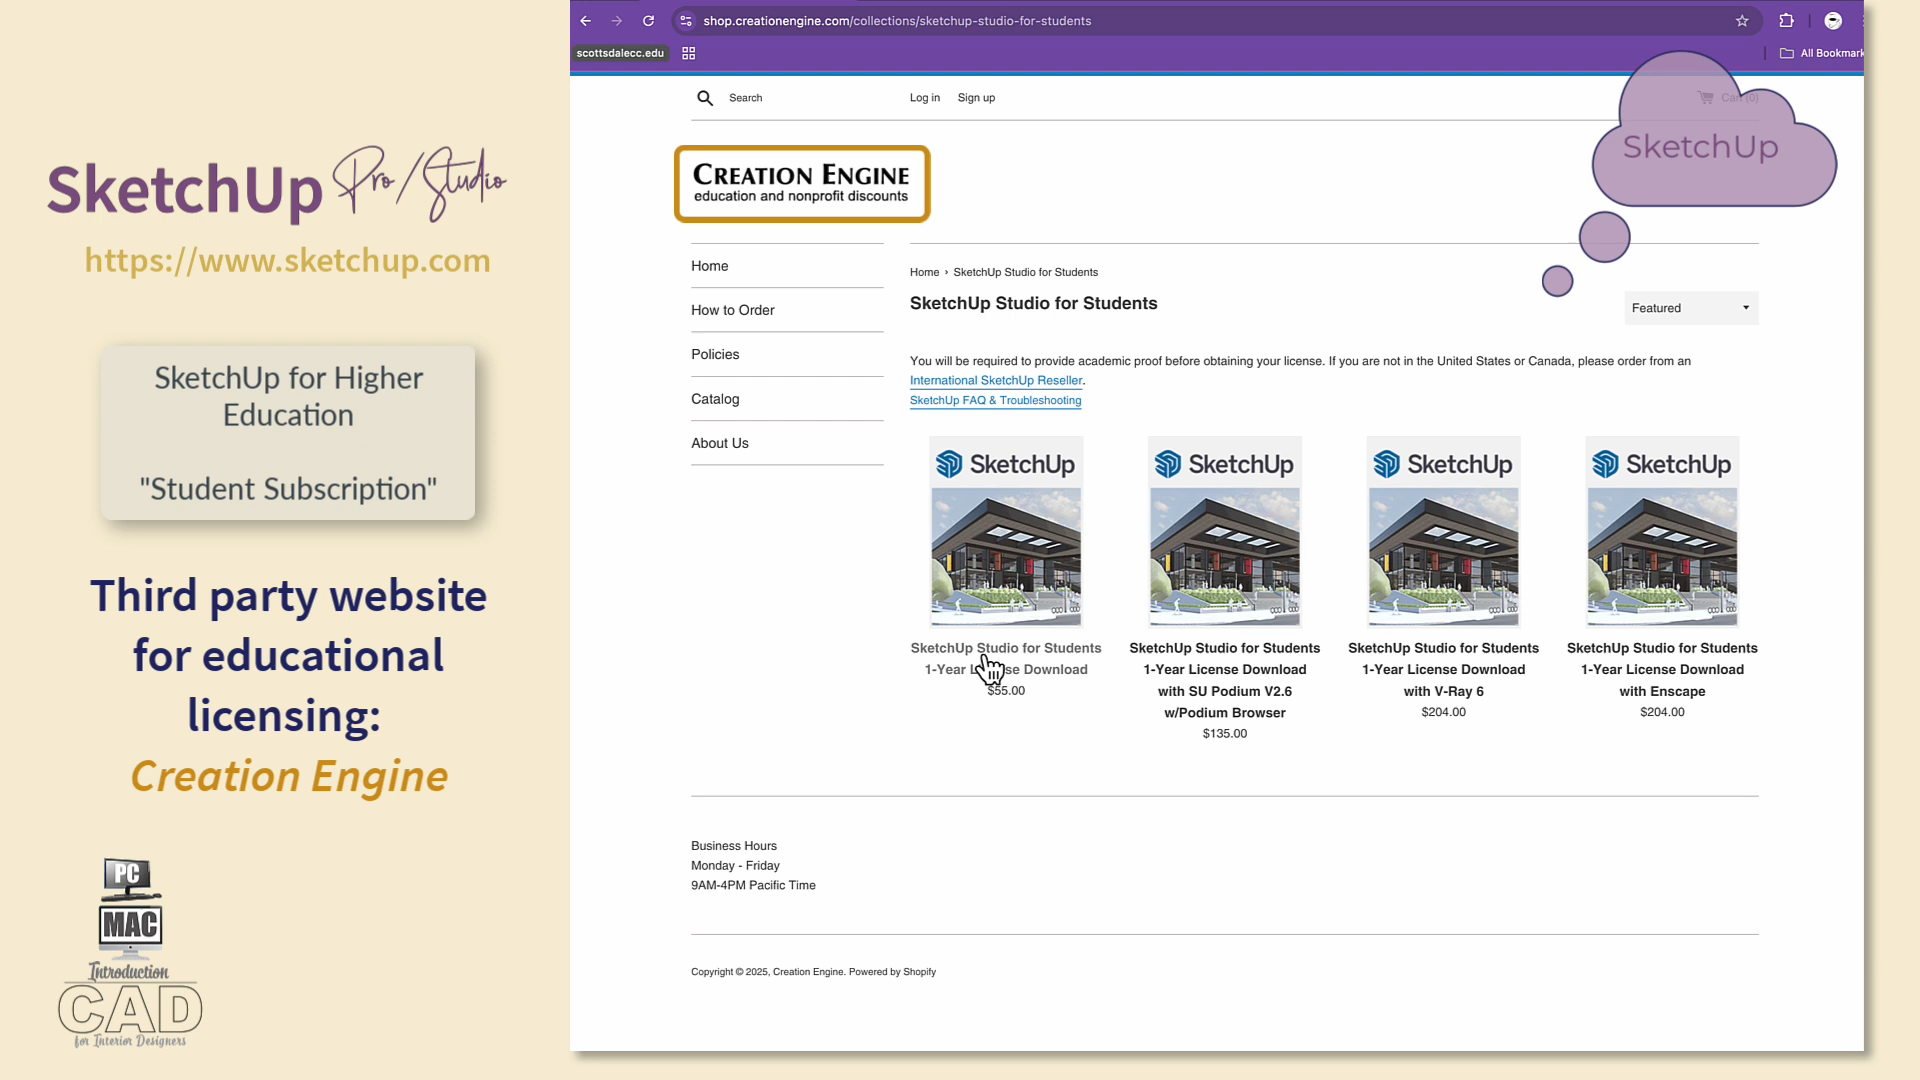 SketchUp Pro/Studio
https://www.sketchup.com
SketchUp for Higher
Education
"Student Subscription"
Third party website
for educational
licensing:
Creation Engine
PC
MAC
Introduction
CAD
for Interior Designers
shop.creationengine.com/collections/sketchup-studio-for-students
scottsdalecc.edu
All Bookmark
Search
Log in
Sign up
Cart (0)
SketchUp
CREATION ENGINE
education and nonprofit discounts
Home
How to Order
Policies
Catalog
About Us
Home › SketchUp Studio for Students
SketchUp Studio for Students
Featured
You will be required to provide academic proof before obtaining your license. If you are not in the United States or Canada, please order from an
International SketchUp Reseller.
SketchUp FAQ & Troubleshooting
SketchUp
SketchUp Studio for Students
1-Year License Download
$55.00
SketchUp
SketchUp Studio for Students
1-Year License Download
with SU Podium V2.6
w/Podium Browser
$135.00
SketchUp
SketchUp Studio for Students
1-Year License Download
with V-Ray 6
$204.00
SketchUp
SketchUp Studio for Students
1-Year License Download
with Enscape
$204.00
Business Hours
Monday - Friday
9AM-4PM Pacific Time
Copyright © 2025, Creation Engine. Powered by Shopify